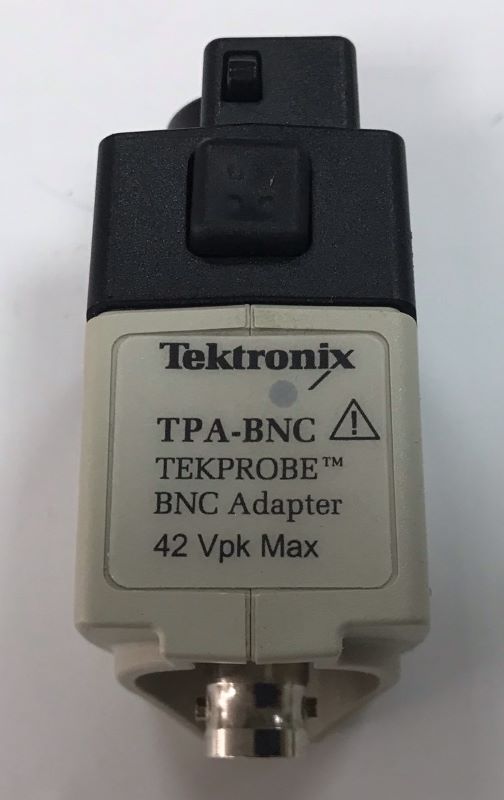 Tektronix
TPA-BNC
TEKPROBE™
BNC Adapter
42 Vpk Max